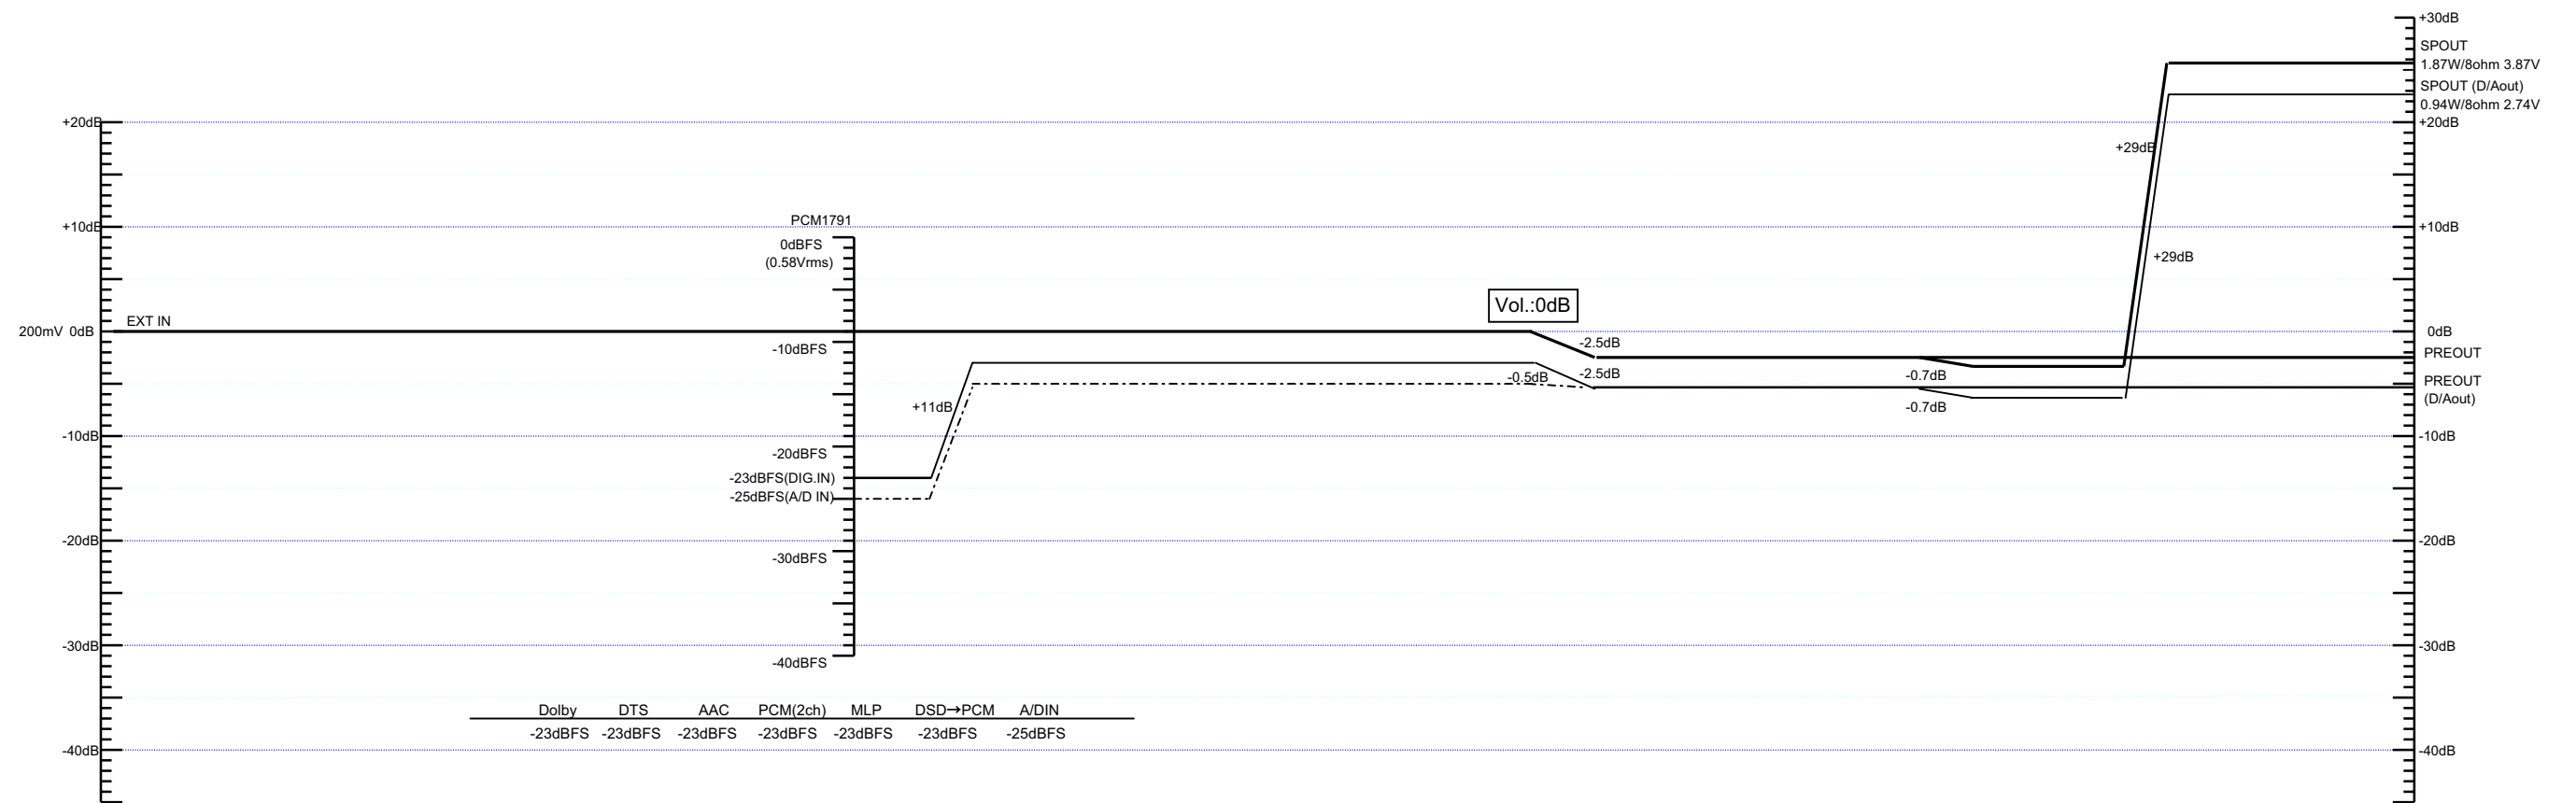 +30dB
SPOUT
1.87W/8ohm 3.87V
SPOUT (D/Aout)
0.94W/8ohm 2.74V
+20dB
+20dB
+29dB
+10dB
PCM1791
+10dB
0dBFS
(0.58Vrms)
+29dB
Vol.:0dB
EXT IN
200mV 0dB
0dB
-2.5dB
-10dBFS
PREOUT
-0.5dB
-2.5dB
-0.7dB
PREOUT
(D/Aout)
+11dB
-0.7dB
-10dB
-10dB
-20dBFS
-23dBFS(DIG.IN)
-25dBFS(A/D IN)
-20dB
-20dB
-30dBFS
-30dB
-30dB
-40dBFS
Dolby DTS AAC PCM(2ch) MLP DSD→PCM A/DIN
-23dBFS -23dBFS -23dBFS -23dBFS -23dBFS -23dBFS -25dBFS
-40dB
-40dB